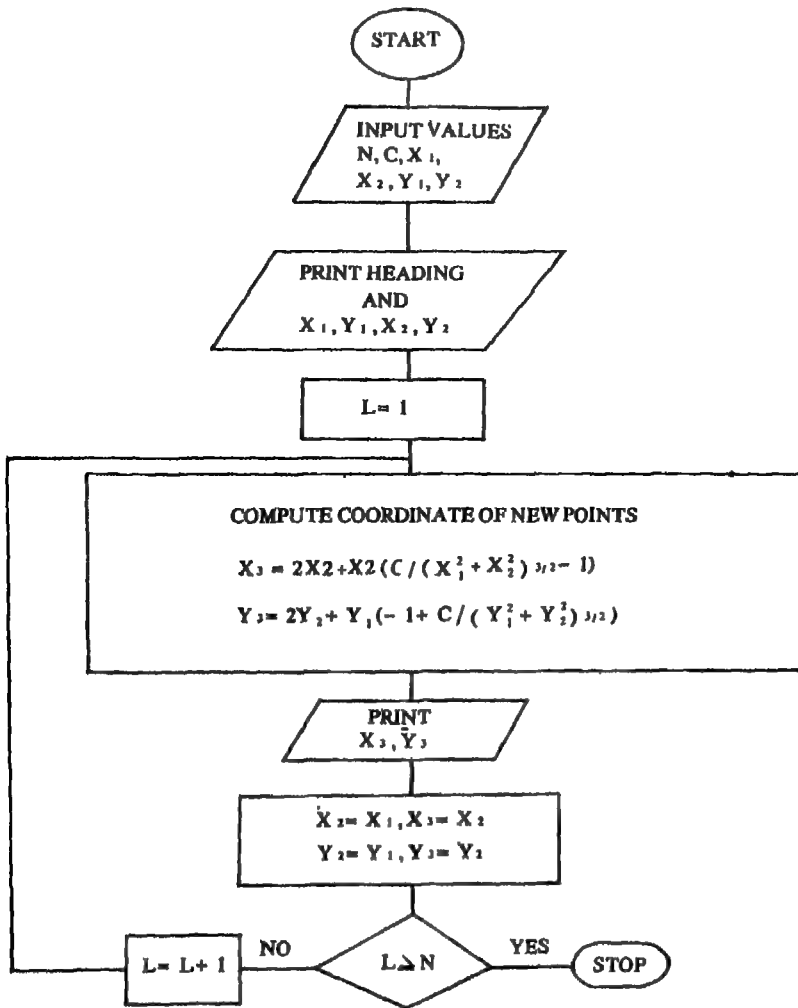 START
INPUT VALUES
N, C, X₁,
X₂, Y₁, Y₂
PRINT HEADING
AND
X₁, Y₁, X₂, Y₂
L= 1
COMPUTE COORDINATE OF NEW POINTS
X₃ = 2X2+X2(C/(X₁²+X₂²)³/²- 1)
Y₃= 2Y₂+ Y₁(- 1+ C/(Y₁²+ Y₂²)³/²)
PRINT
X₃, Y₃
X₂= X₁, X₃= X₂
Y₂= Y₁, Y₃= Y₂
L= L+ 1
NO
L≥N
YES
STOP